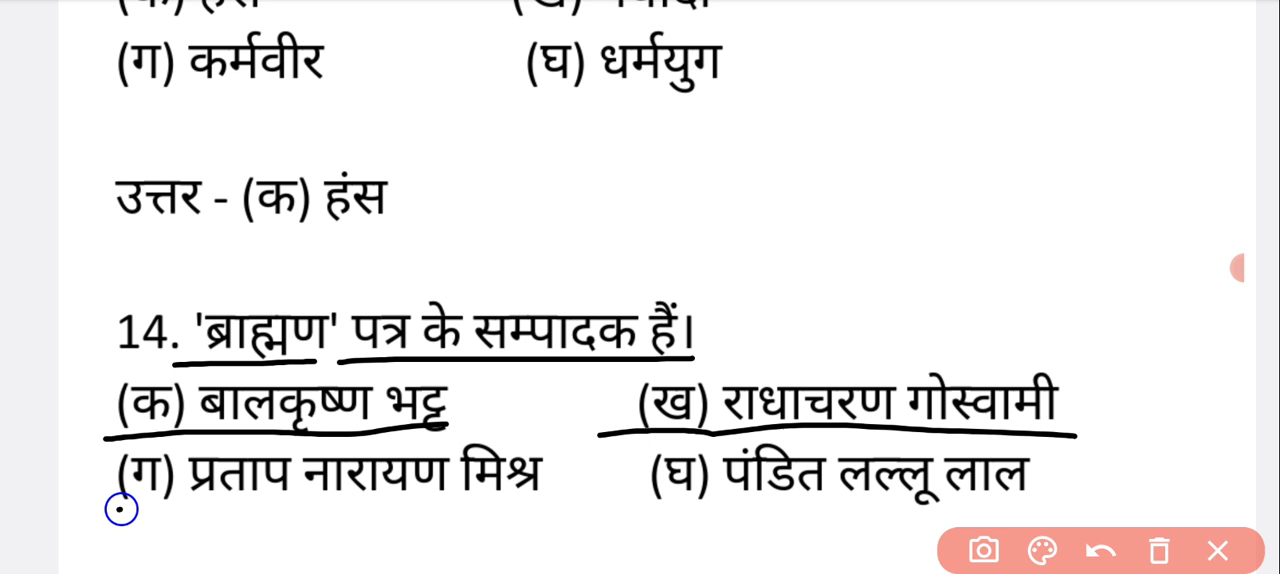 (ग) कर्मवीर (घ) धर्मयुग
उत्तर - (क) हंस
14. 'ब्राह्मण' पत्र के सम्पादक हैं।
(क) बालकृष्ण भट्ट (ख) राधाचरण गोस्वामी
(ग) प्रताप नारायण मिश्र (घ) पंडित लल्लू लाल